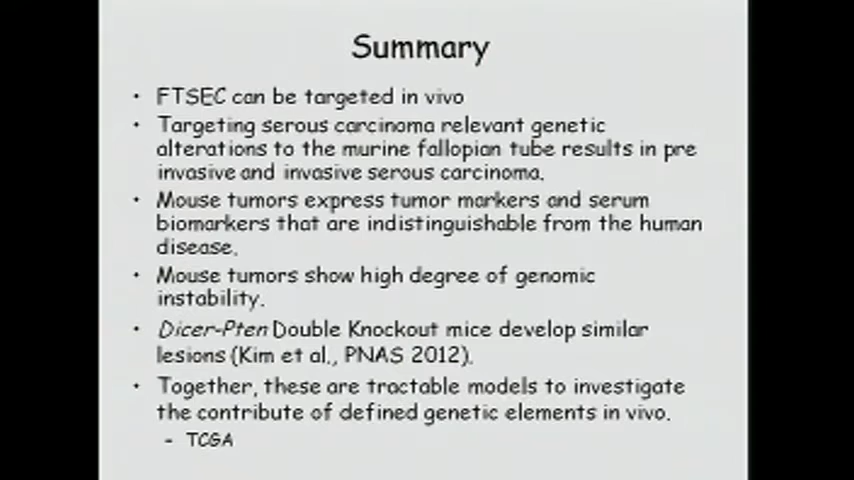 Summary
• FTSEC can be targeted in vivo
• Targeting serous carcinoma relevant genetic
alterations to the murine fallopian tube results in pre
invasive and invasive serous carcinoma.
• Mouse tumors express tumor markers and serum
biomarkers that are indistinguishable from the human
disease.
• Mouse tumors show high degree of genomic
instability.
• Dicer-Pten Double Knockout mice develop similar
lesions (Kim et al., PNAS 2012).
• Together, these are tractable models to investigate
the contribute of defined genetic elements in vivo.
- TCGA